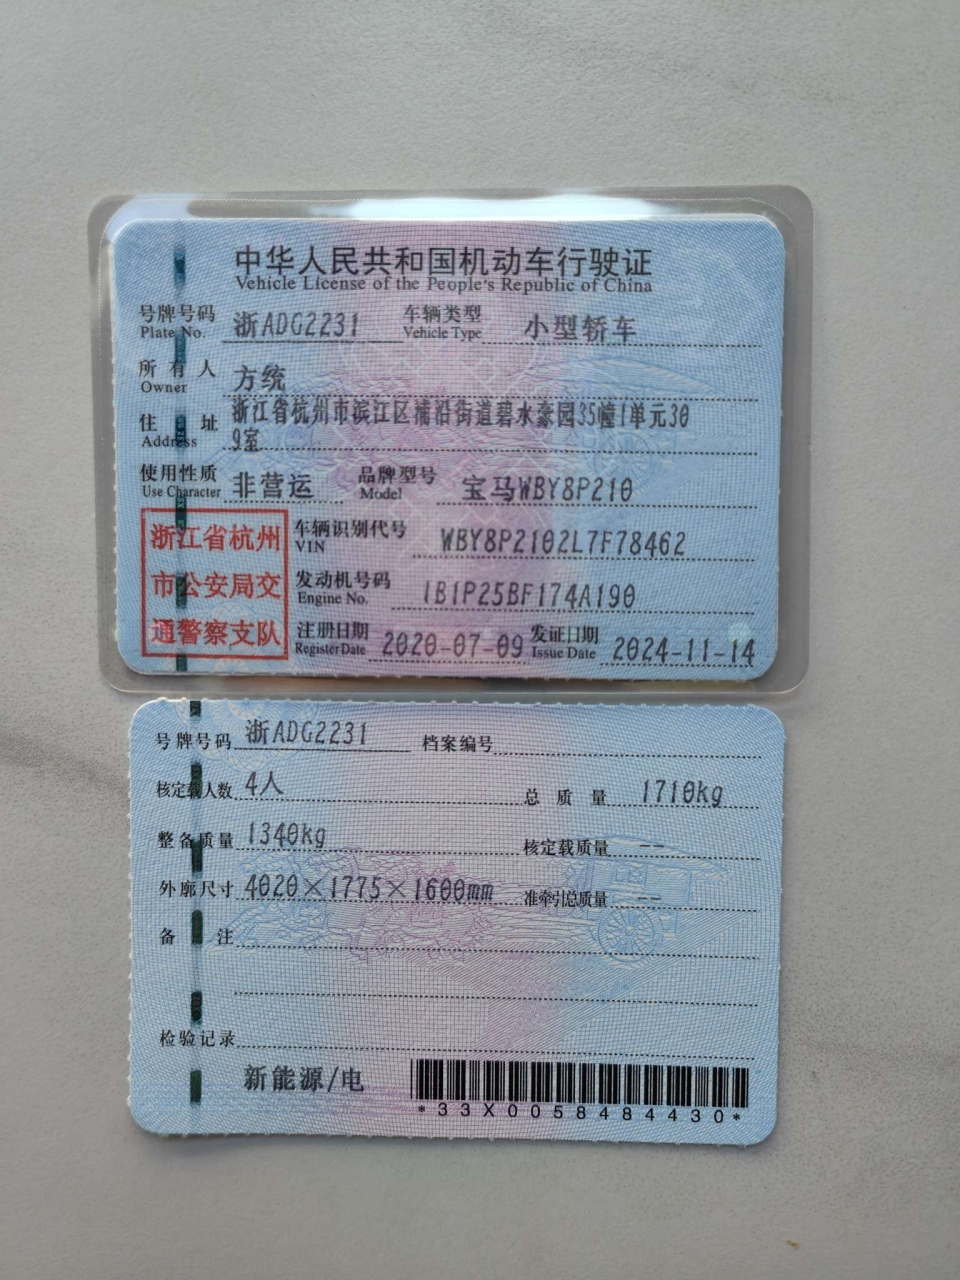 中华人民共和国机动车行驶证
Vehicle License of the People's Republic of China
号牌号码 浙ADG2231 车辆类型 小型轿车
Plate No. Vehicle Type
所有人 方统
Owner
住址 浙江省杭州市滨江区浦沿街道碧水豪园35幢1单元30
Address 9室
使用性质 非营运 品牌型号 宝马WBY8P210
Use Character Model
浙江省杭州
市公安局交
通警察支队
车辆识别代号 WBY8P2102L7F78462
VIN
发动机号码 IB1P25BF174A190
Engine No.
注册日期 2020-07-09 发证日期 2024-11-14
Register Date Issue Date
号牌号码 浙ADG2231 档案编号
核定载人数 4人 总质量 1710kg
整备质量 1340kg 核定载质量 --
外廓尺寸 4020×1775×1600mm 准牵引总质量 --
备注
检验记录
新能源/电
*33X0058484430*